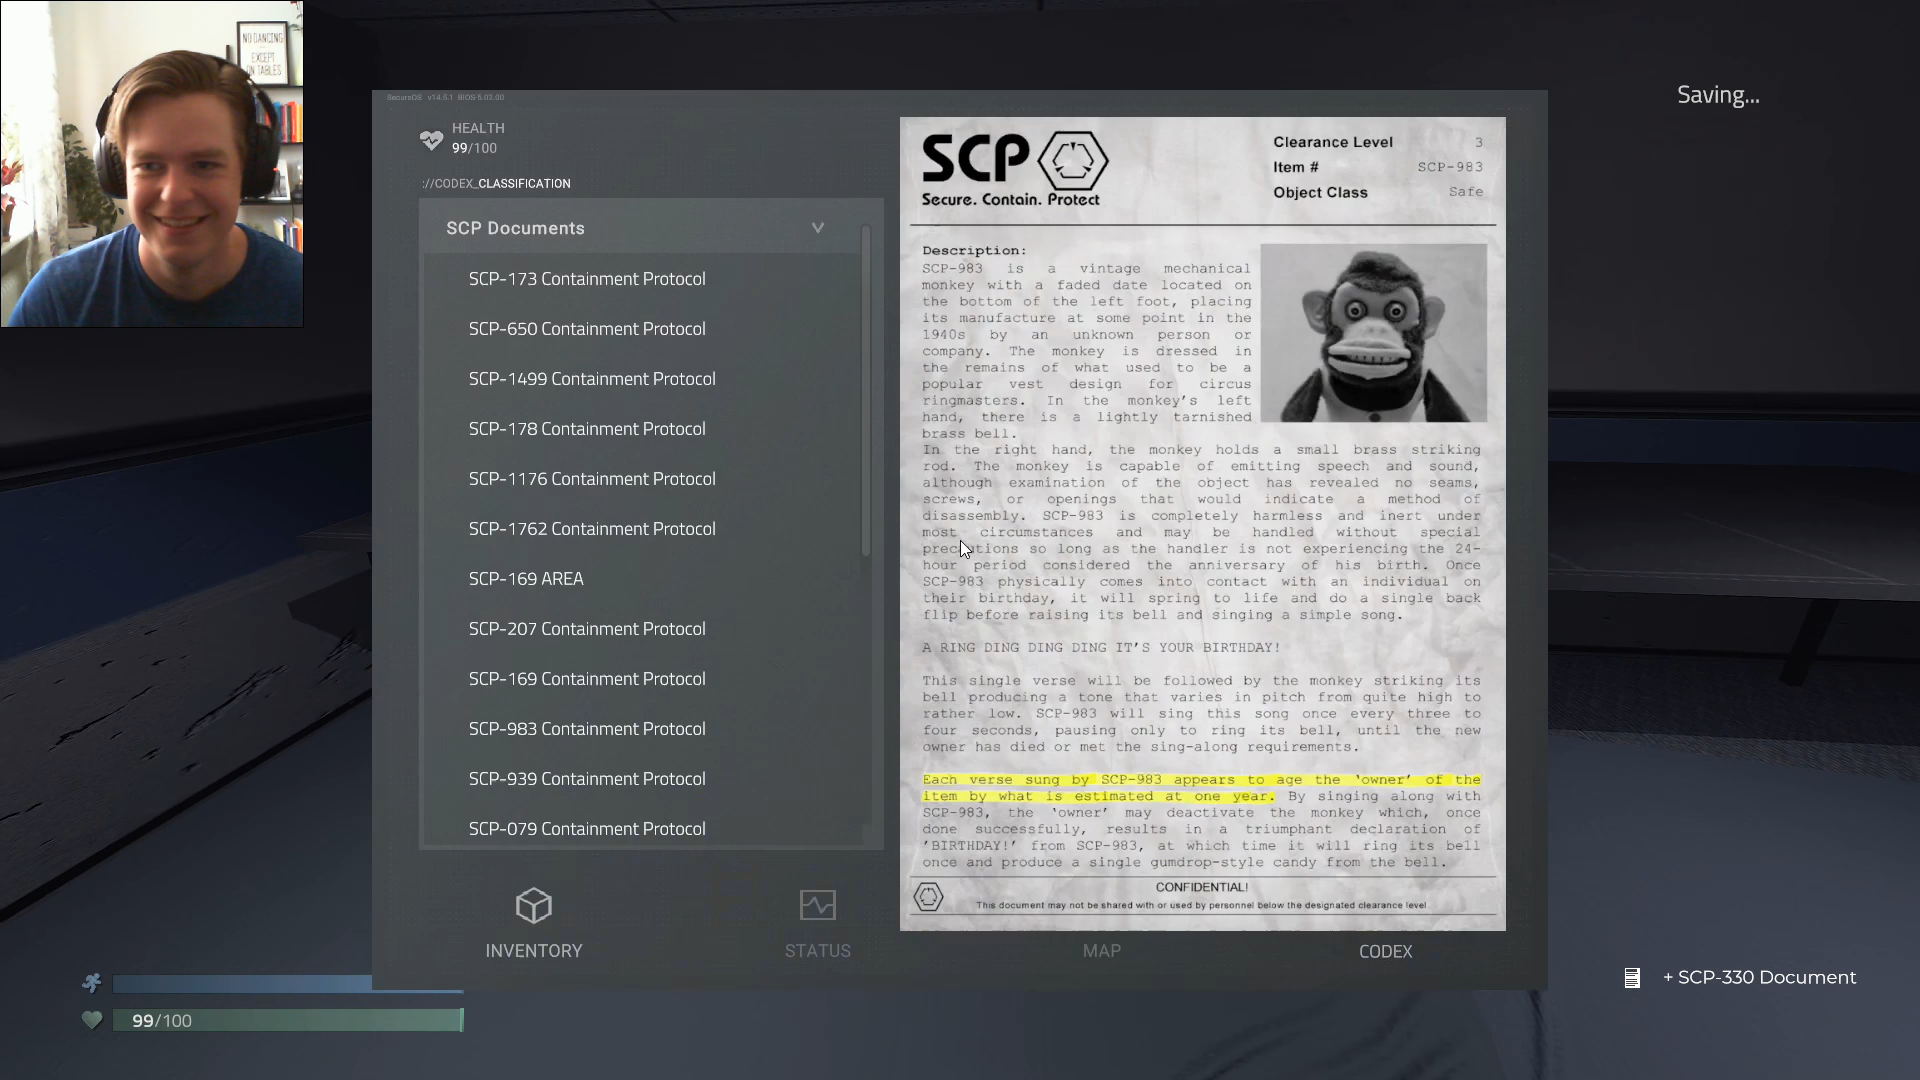 NO DANCING
EXCEPT
ON TABLES
Saving...
SecureOS v14.5.1 BIOS-5.02.00
HEALTH
99/100
://CODEX_CLASSIFICATION
SCP Documents
SCP-173 Containment Protocol
SCP-650 Containment Protocol
SCP-1499 Containment Protocol
SCP-178 Containment Protocol
SCP-1176 Containment Protocol
SCP-1762 Containment Protocol
SCP-169 AREA
SCP-207 Containment Protocol
SCP-169 Containment Protocol
SCP-983 Containment Protocol
SCP-939 Containment Protocol
SCP-079 Containment Protocol
INVENTORY
STATUS
MAP
CODEX
SCP
Secure. Contain. Protect
Clearance Level 3
Item # SCP-983
Object Class Safe
Description:
SCP-983 is a vintage mechanical
monkey with a faded date located on
the bottom of the left foot, placing
its manufacture at some point in the
1940s by an unknown person or
company. The monkey is dressed in
the remains of what used to be a
popular vest design for circus
ringmasters. In the monkey's left
hand, there is a lightly tarnished
brass bell.
In the right hand, the monkey holds a small brass striking
rod. The monkey is capable of emitting speech and sound,
although examination of the object has revealed no seams,
screws, or openings that would indicate a method of
disassembly. SCP-983 is completely harmless and inert under
most circumstances and may be handled without special
precautions so long as the handler is not experiencing the 24-
hour period considered the anniversary of his birth. Once
SCP-983 physically comes into contact with an individual on
their birthday, it will spring to life and do a single back
flip before raising its bell and singing a simple song.
A RING DING DING DING IT'S YOUR BIRTHDAY!
This single verse will be followed by the monkey striking its
bell producing a tone that varies in pitch from quite high to
rather low. SCP-983 will sing this song once every three to
four seconds, pausing only to ring its bell, until the new
owner has died or met the sing-along requirements.
Each verse sung by SCP-983 appears to age the 'owner' of the
item by what is estimated at one year. By singing along with
SCP-983, the 'owner' may deactivate the monkey which, once
done successfully, results in a triumphant declaration of
'BIRTHDAY!' from SCP-983, at which time it will ring its bell
once and produce a single gumdrop-style candy from the bell.
CONFIDENTIAL!
This document may not be shared with or used by personnel below the designated clearance level
+ SCP-330 Document
99/100